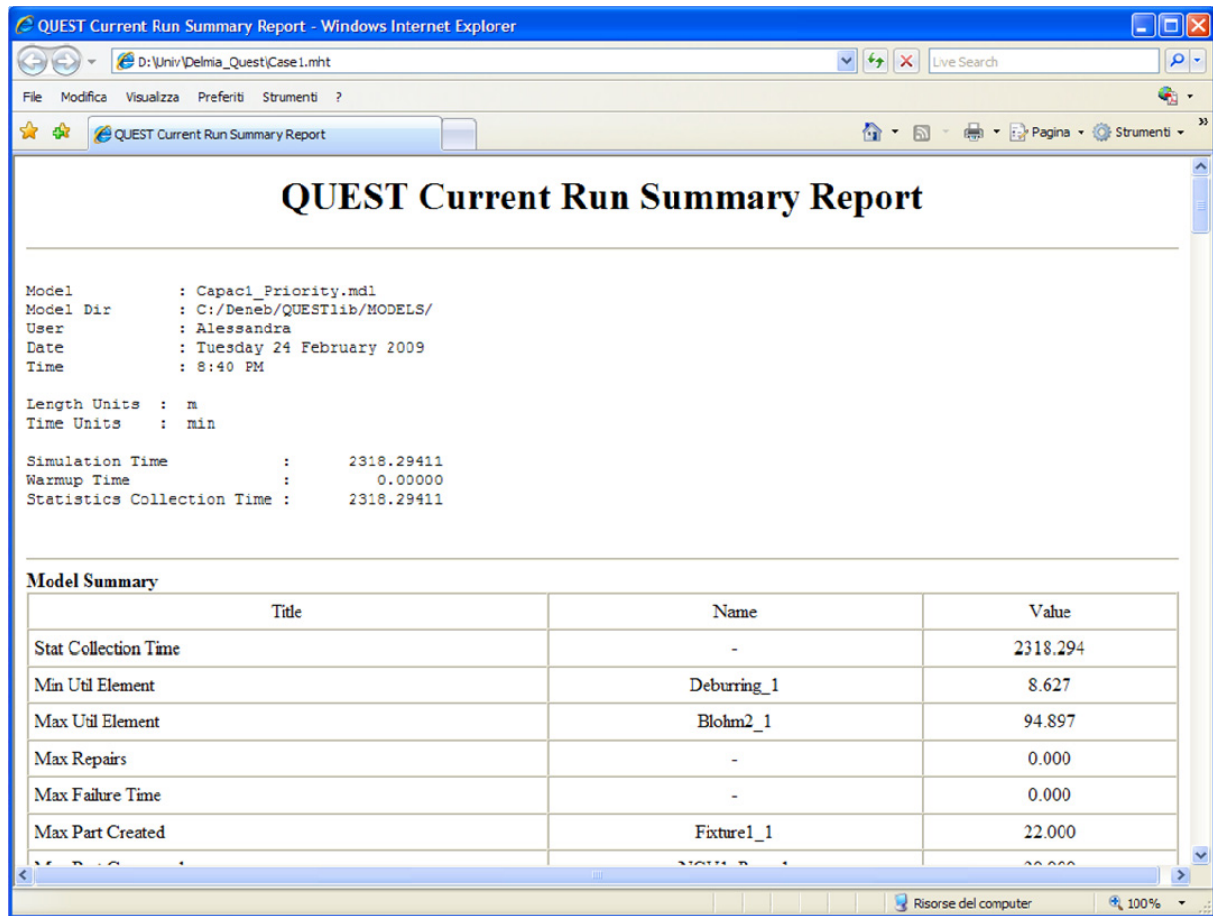 QUEST Current Run Summary Report - Windows Internet Explorer
D:\Univ\Delmia_Quest\Case1.mht
Live Search
File Modifica Visualizza Preferiti Strumenti ?
QUEST Current Run Summary Report
Pagina Strumenti »
QUEST Current Run Summary Report
Model : Capac1_Priority.mdl
Model Dir : C:/Deneb/QUESTlib/MODELS/
User : Alessandra
Date : Tuesday 24 February 2009
Time : 8:40 PM
Length Units : m
Time Units : min
Simulation Time : 2318.29411
Warmup Time : 0.00000
Statistics Collection Time : 2318.29411
Model Summary
Title Name Value
Stat Collection Time - 2318.294
Min Util Element Deburring_1 8.627
Max Util Element Blohm2_1 94.897
Max Repairs - 0.000
Max Failure Time - 0.000
Max Part Created Fixture1_1 22.000
Risorse del computer 100%